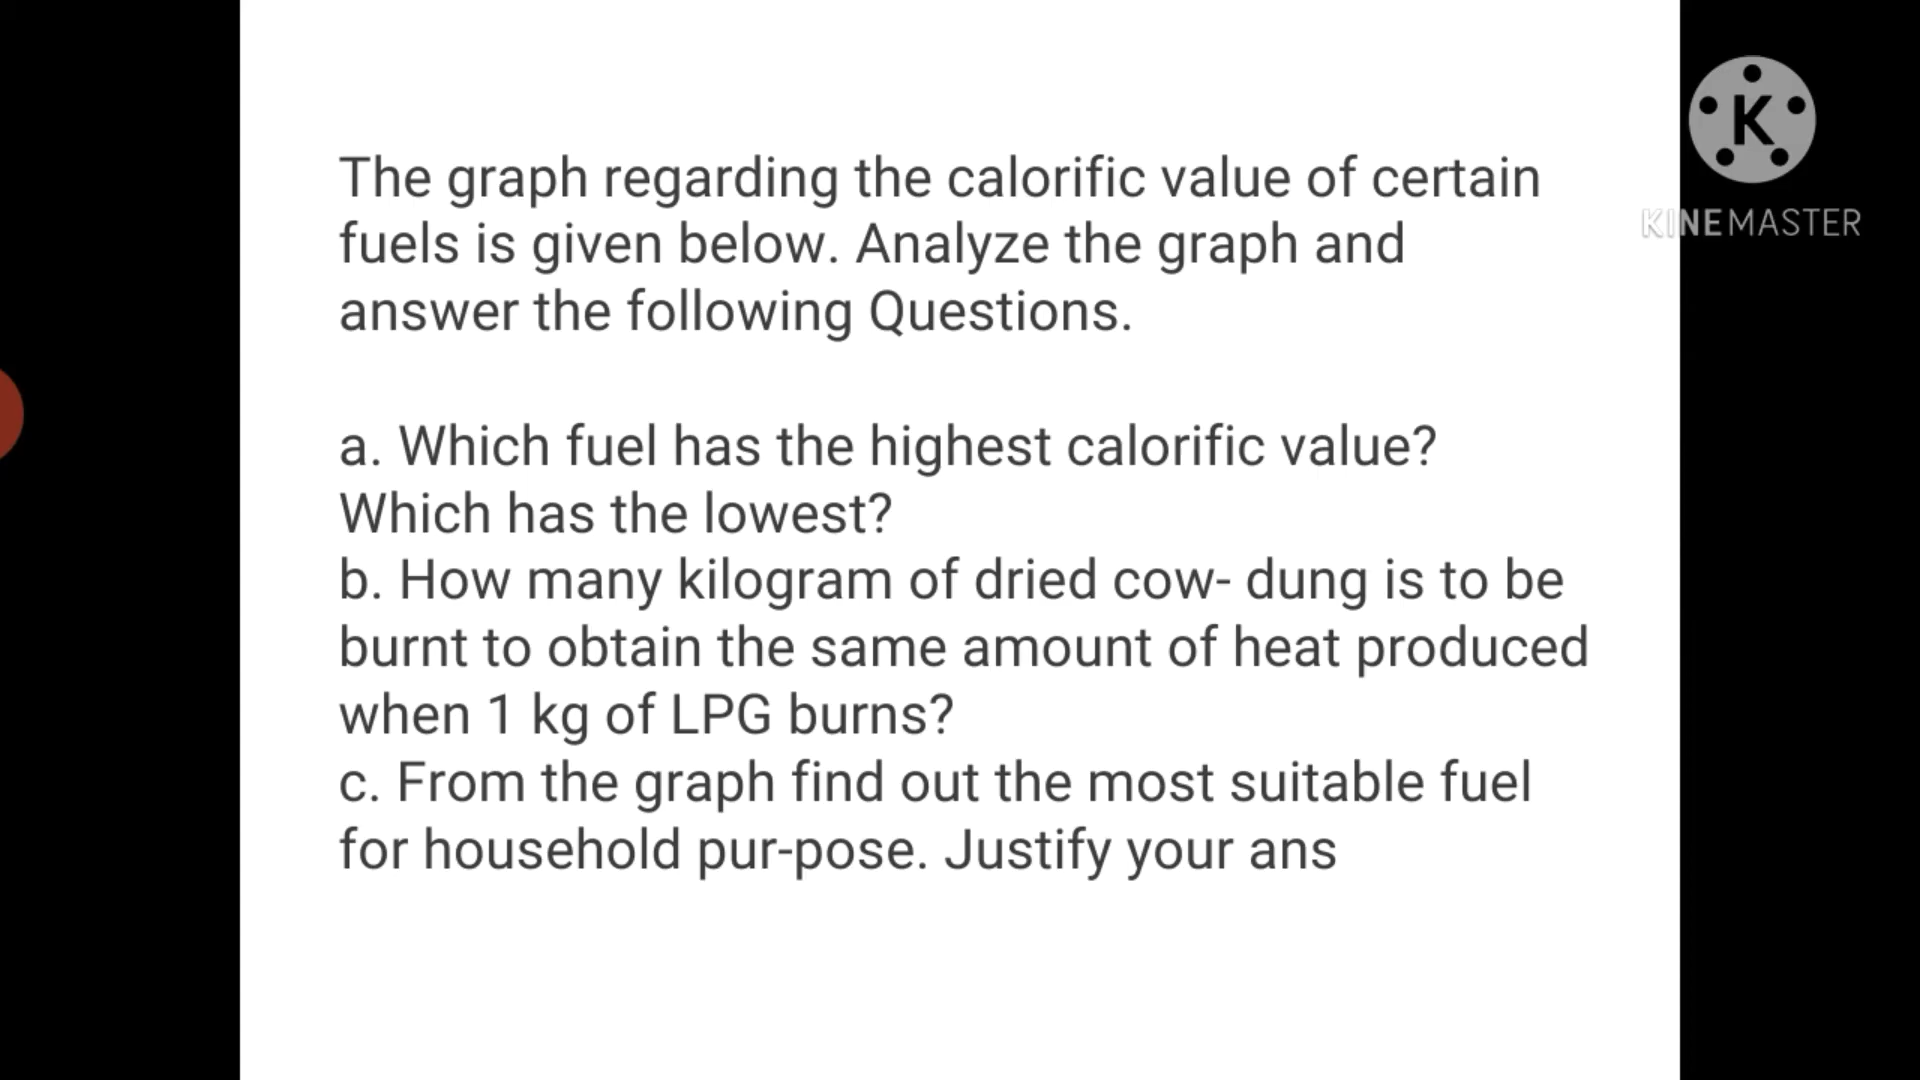 The graph regarding the calorific value of certain
fuels is given below. Analyze the graph and
answer the following Questions.
a. Which fuel has the highest calorific value?
Which has the lowest?
b. How many kilogram of dried cow- dung is to be
burnt to obtain the same amount of heat produced
when 1 kg of LPG burns?
c. From the graph find out the most suitable fuel
for household pur-pose. Justify your ans
K
KINEMASTER